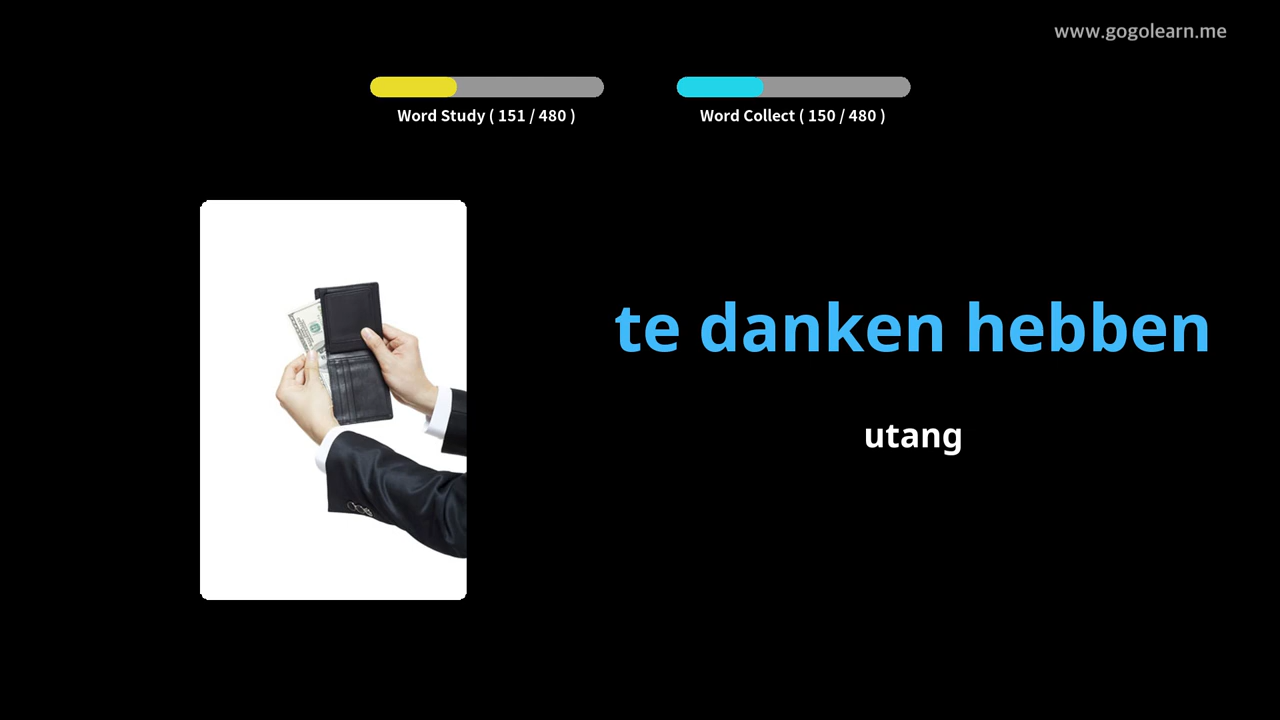 www.gogolearn.me
Word Study ( 151 / 480 )
Word Collect ( 150 / 480 )
te danken hebben
utang